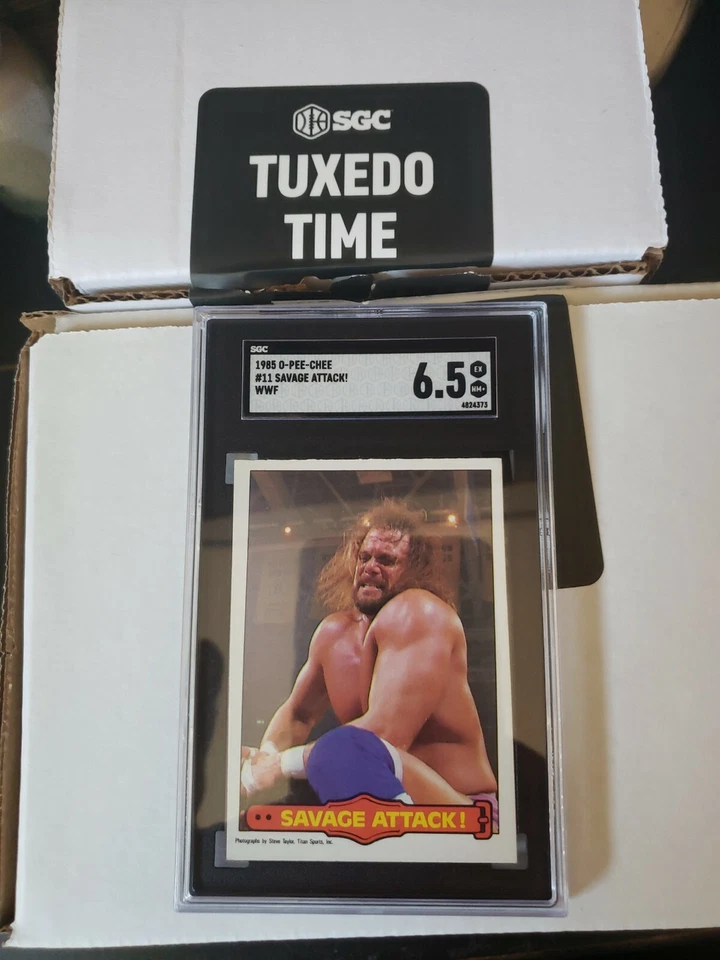 SGC
TUXEDO
TIME
SGC
1985 O-PEE-CHEE
#11 SAVAGE ATTACK!
WWF
6.5
EX
NM+
4824373
SAVAGE ATTACK!
Photographs by Steve Taylor, Titan Sports, Inc.